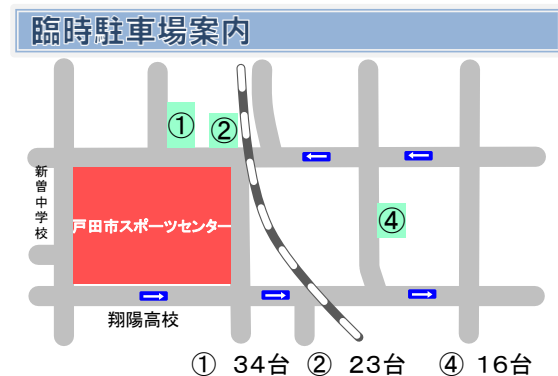 臨時駐車場案内
①
②
新曽中学校
戸田市スポーツセンター
④
翔陽高校
① 34台 ② 23台 ④ 16台